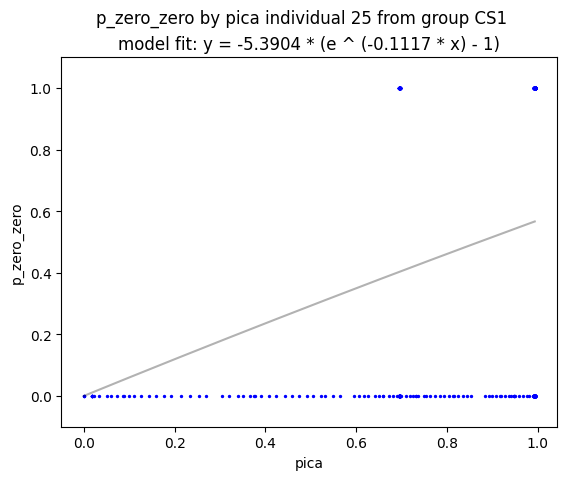 p_zero_zero by pica individual 25 from group CS1
model fit: y = -5.3904 * (e ^ (-0.1117 * x) - 1)
1.0
0.8
0.6
0.4
0.2
0.0
p_zero_zero
0.0 0.2 0.4 0.6 0.8 1.0
pica